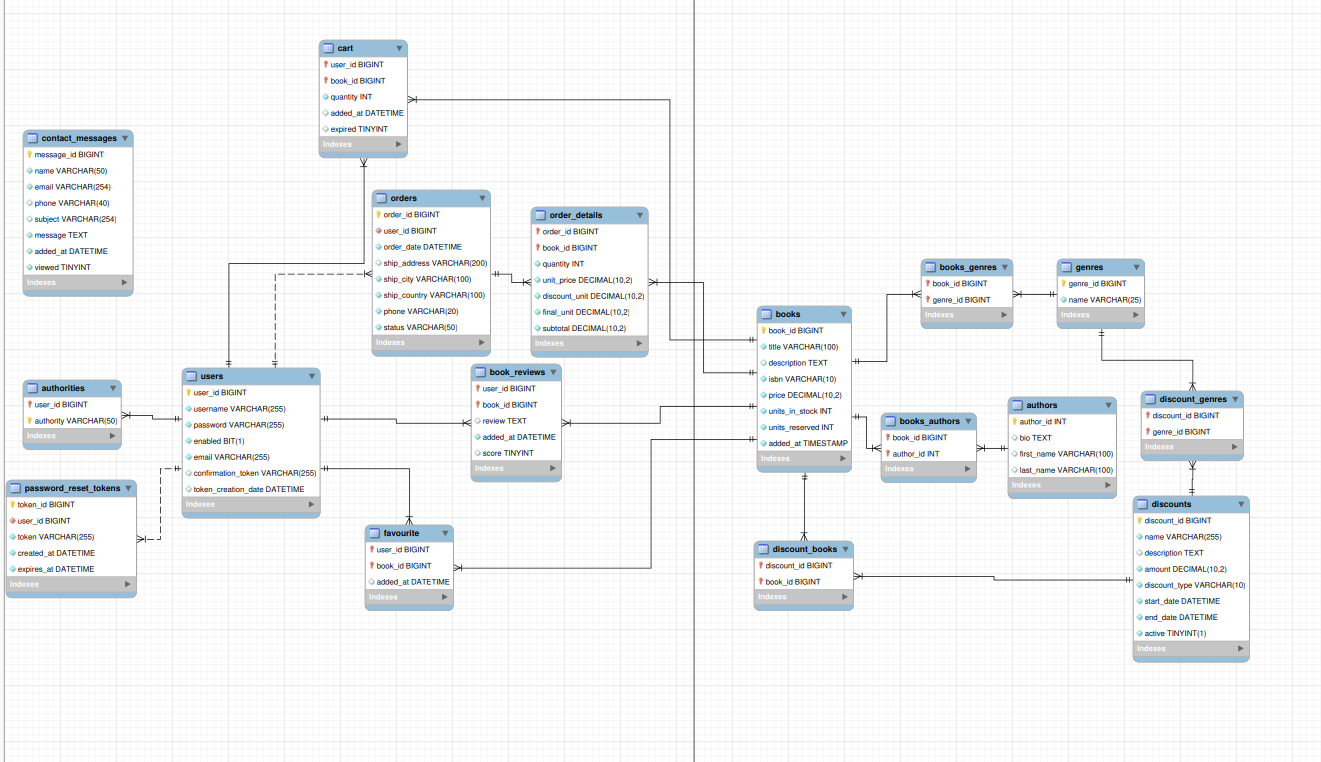 cart
user_id BIGINT
book_id BIGINT
quantity INT
added_at DATETIME
expired TINYINT
Indexes
contact_messages
message_id BIGINT
name VARCHAR(50)
email VARCHAR(254)
phone VARCHAR(40)
subject VARCHAR(254)
message TEXT
added_at DATETIME
viewed TINYINT
Indexes
orders
order_id BIGINT
user_id BIGINT
order_date DATETIME
ship_address VARCHAR(200)
ship_city VARCHAR(100)
ship_country VARCHAR(100)
phone VARCHAR(20)
status VARCHAR(50)
Indexes
order_details
order_id BIGINT
book_id BIGINT
quantity INT
unit_price DECIMAL(10,2)
discount_unit DECIMAL(10,2)
final_unit DECIMAL(10,2)
subtotal DECIMAL(10,2)
Indexes
books_genres
book_id BIGINT
genre_id BIGINT
Indexes
genres
genre_id BIGINT
name VARCHAR(25)
Indexes
books
book_id BIGINT
title VARCHAR(100)
description TEXT
isbn VARCHAR(10)
price DECIMAL(10,2)
units_in_stock INT
units_reserved INT
added_at TIMESTAMP
Indexes
authorities
user_id BIGINT
authority VARCHAR(50)
Indexes
users
user_id BIGINT
username VARCHAR(255)
password VARCHAR(255)
enabled BIT(1)
email VARCHAR(255)
confirmation_token VARCHAR(255)
token_creation_date DATETIME
Indexes
book_reviews
user_id BIGINT
book_id BIGINT
review TEXT
added_at DATETIME
score TINYINT
Indexes
books_authors
book_id BIGINT
author_id INT
Indexes
authors
author_id INT
bio TEXT
first_name VARCHAR(100)
last_name VARCHAR(100)
Indexes
discount_genres
discount_id BIGINT
genre_id BIGINT
Indexes
password_reset_tokens
token_id BIGINT
user_id BIGINT
token VARCHAR(255)
created_at DATETIME
expires_at DATETIME
Indexes
favourite
user_id BIGINT
book_id BIGINT
added_at DATETIME
Indexes
discount_books
discount_id BIGINT
book_id BIGINT
Indexes
discounts
discount_id BIGINT
name VARCHAR(255)
description TEXT
amount DECIMAL(10,2)
discount_type VARCHAR(10)
start_date DATETIME
end_date DATETIME
active TINYINT(1)
Indexes